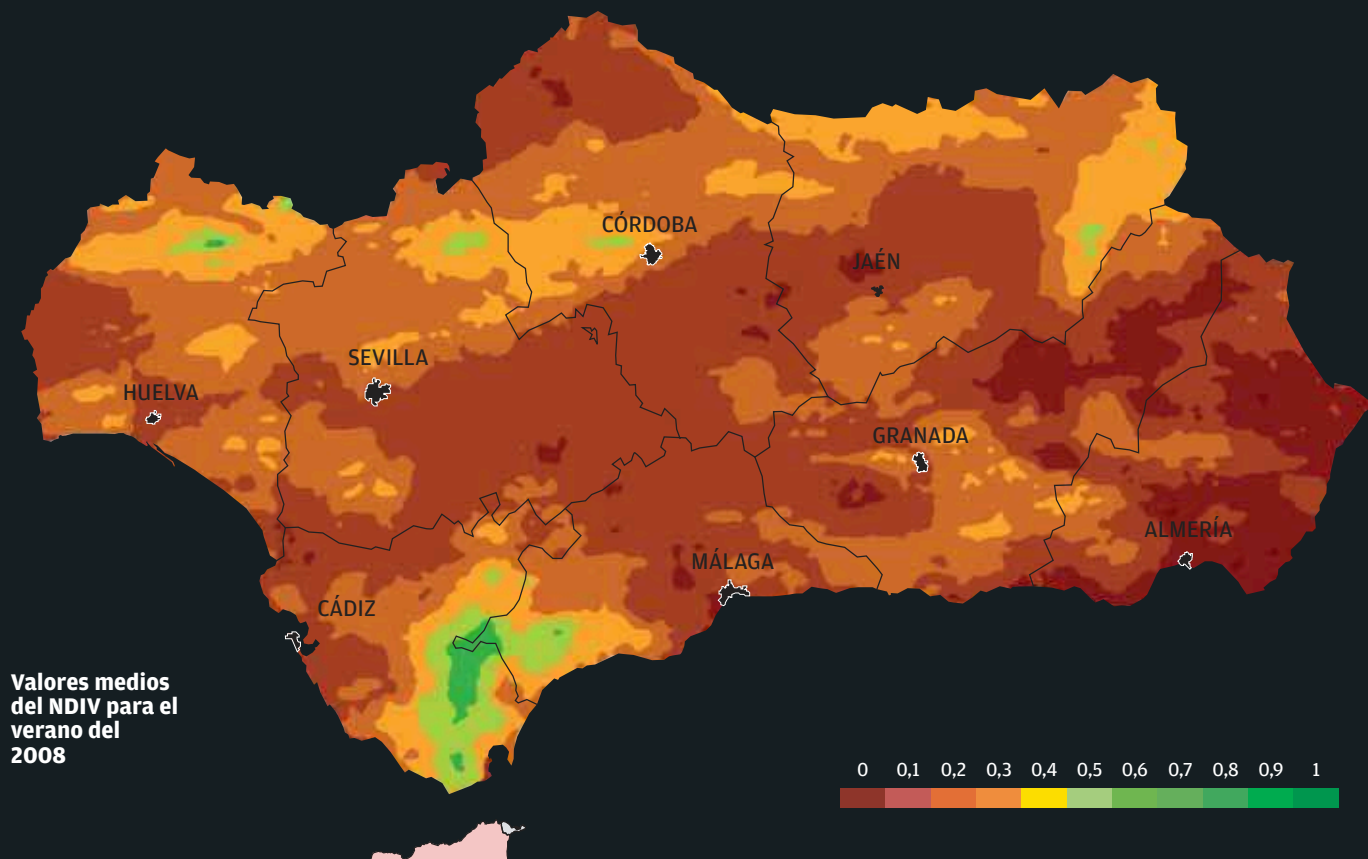 CÓRDOBA
JAÉN
SEVILLA
HUELVA
GRANADA
ALMERÍA
MÁLAGA
CÁDIZ
Valores medios
del NDIV para el
verano del
2008
0 0,1 0,2 0,3 0,4 0,5 0,6 0,7 0,8 0,9 1